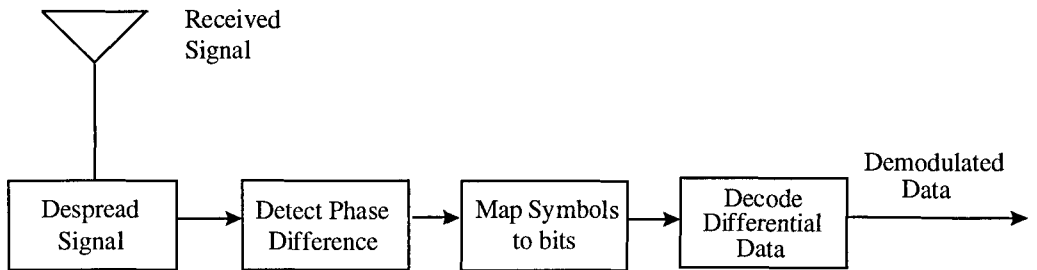 Received
Signal
Despread
Signal
Detect Phase
Difference
Map Symbols
to bits
Decode
Differential
Data
Demodulated
Data